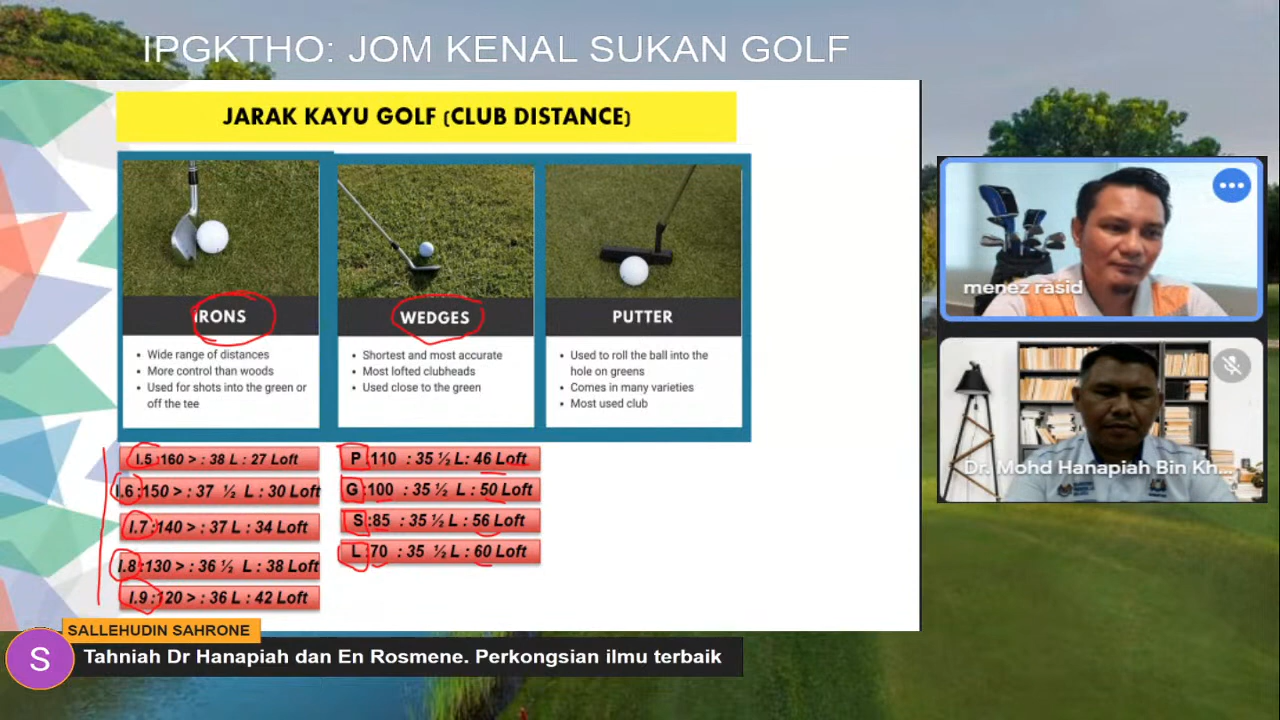 IPGKTHO: JOM KENAL SUKAN GOLF
JARAK KAYU GOLF (CLUB DISTANCE)
IRONS
• Wide range of distances
• More control than woods
• Used for shots into the green or
off the tee
WEDGES
• Shortest and most accurate
• Most lofted clubheads
• Used close to the green
PUTTER
• Used to roll the ball into the
hole on greens
• Comes in many varieties
• Most used club
I.5 :160 > : 38 L : 27 Loft
I.6 :150 > : 37 ½ L : 30 Loft
I.7 :140 > : 37 L : 34 Loft
I.8 :130 > : 36 ½ L : 38 Loft
I.9 :120 > : 36 L : 42 Loft
P :110 : 35 ½ L : 46 Loft
G :100 : 35 ½ L : 50 Loft
S :85 : 35 ½ L : 56 Loft
L :70 : 35 ½ L : 60 Loft
menez rasid
Dr. Mohd Hanapiah Bin Kh...
SALLEHUDIN SAHRONE
S
Tahniah Dr Hanapiah dan En Rosmene. Perkongsian ilmu terbaik